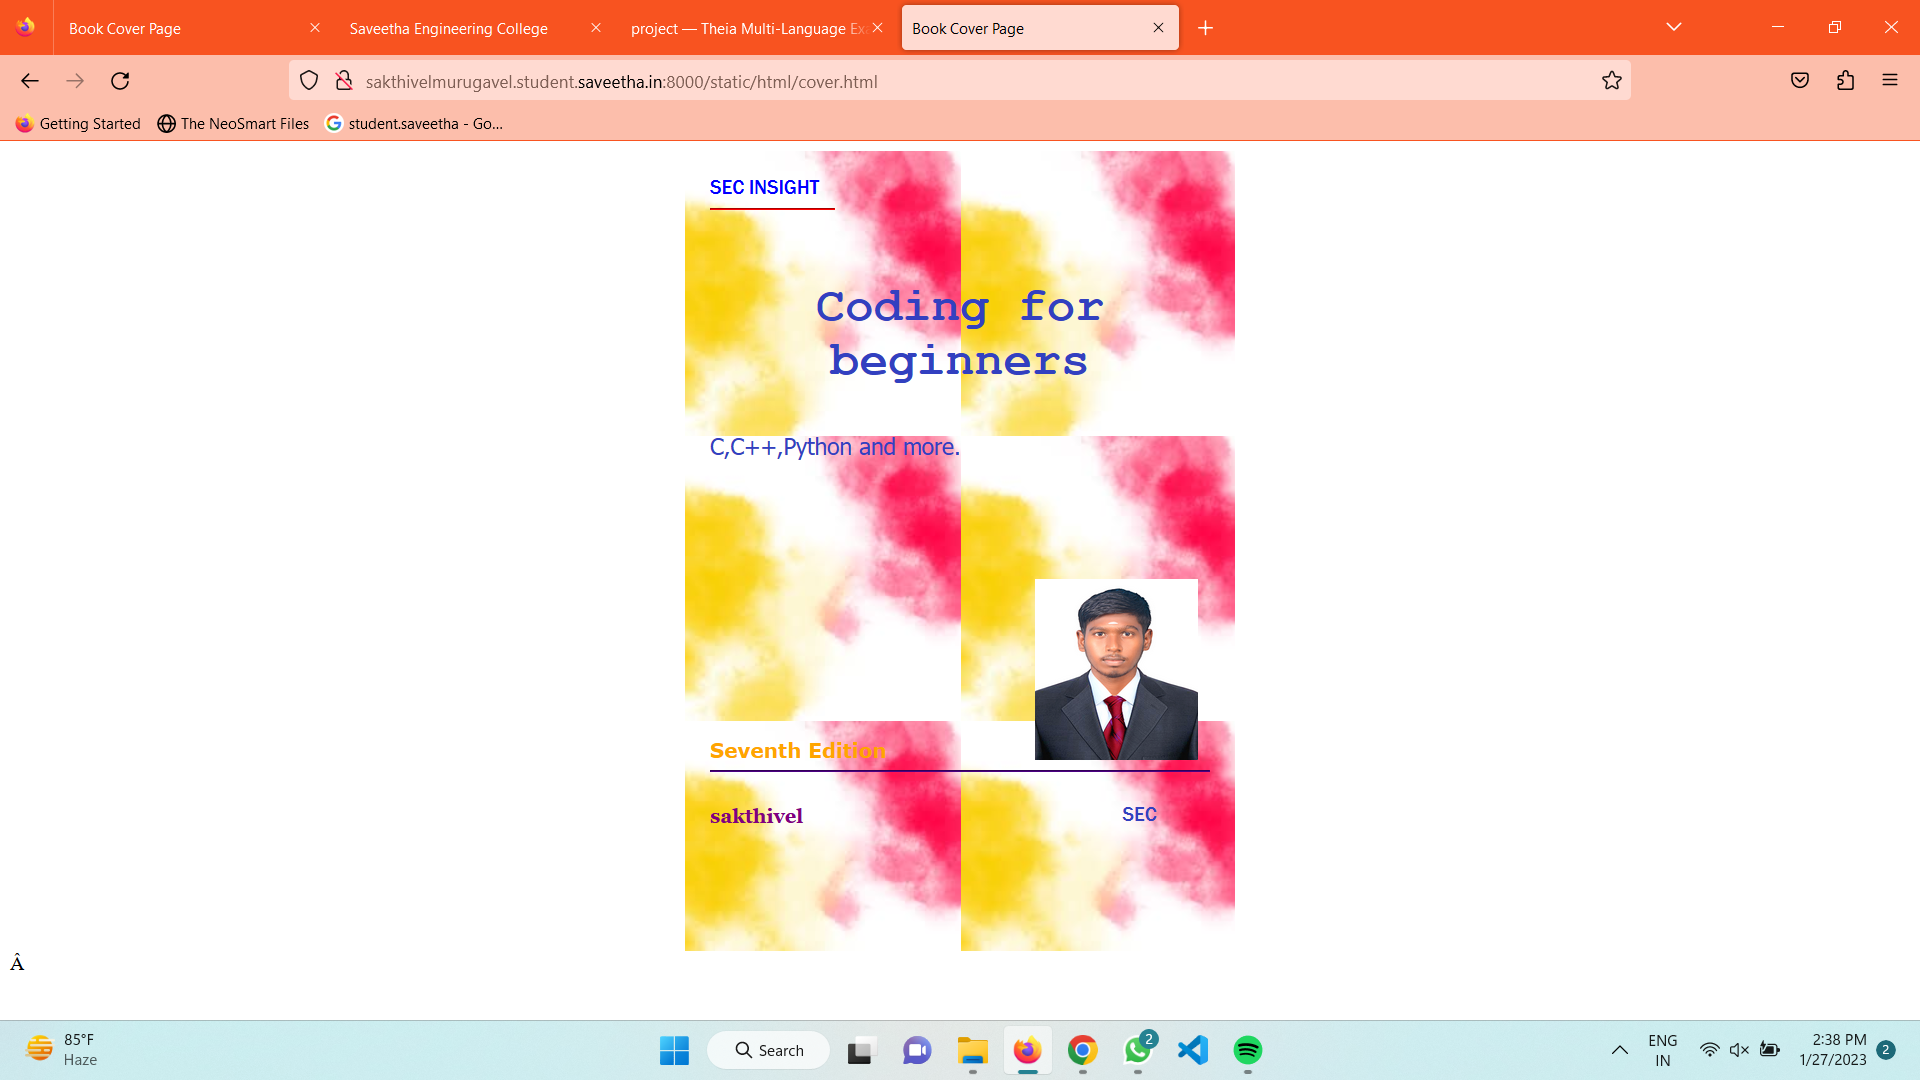 Book Cover Page
Saveetha Engineering College
project — Theia Multi-Language Ex
Book Cover Page
sakthivelmurugavel.student.saveetha.in:8000/static/html/cover.html
Getting Started
The NeoSmart Files
student.saveetha - Go...
SEC INSIGHT
Coding for
beginners
C,C++,Python and more.
Seventh Edition
sakthivel
SEC
Â
85°F
Haze
Search
2
ENG
IN
2:38 PM
1/27/2023
2